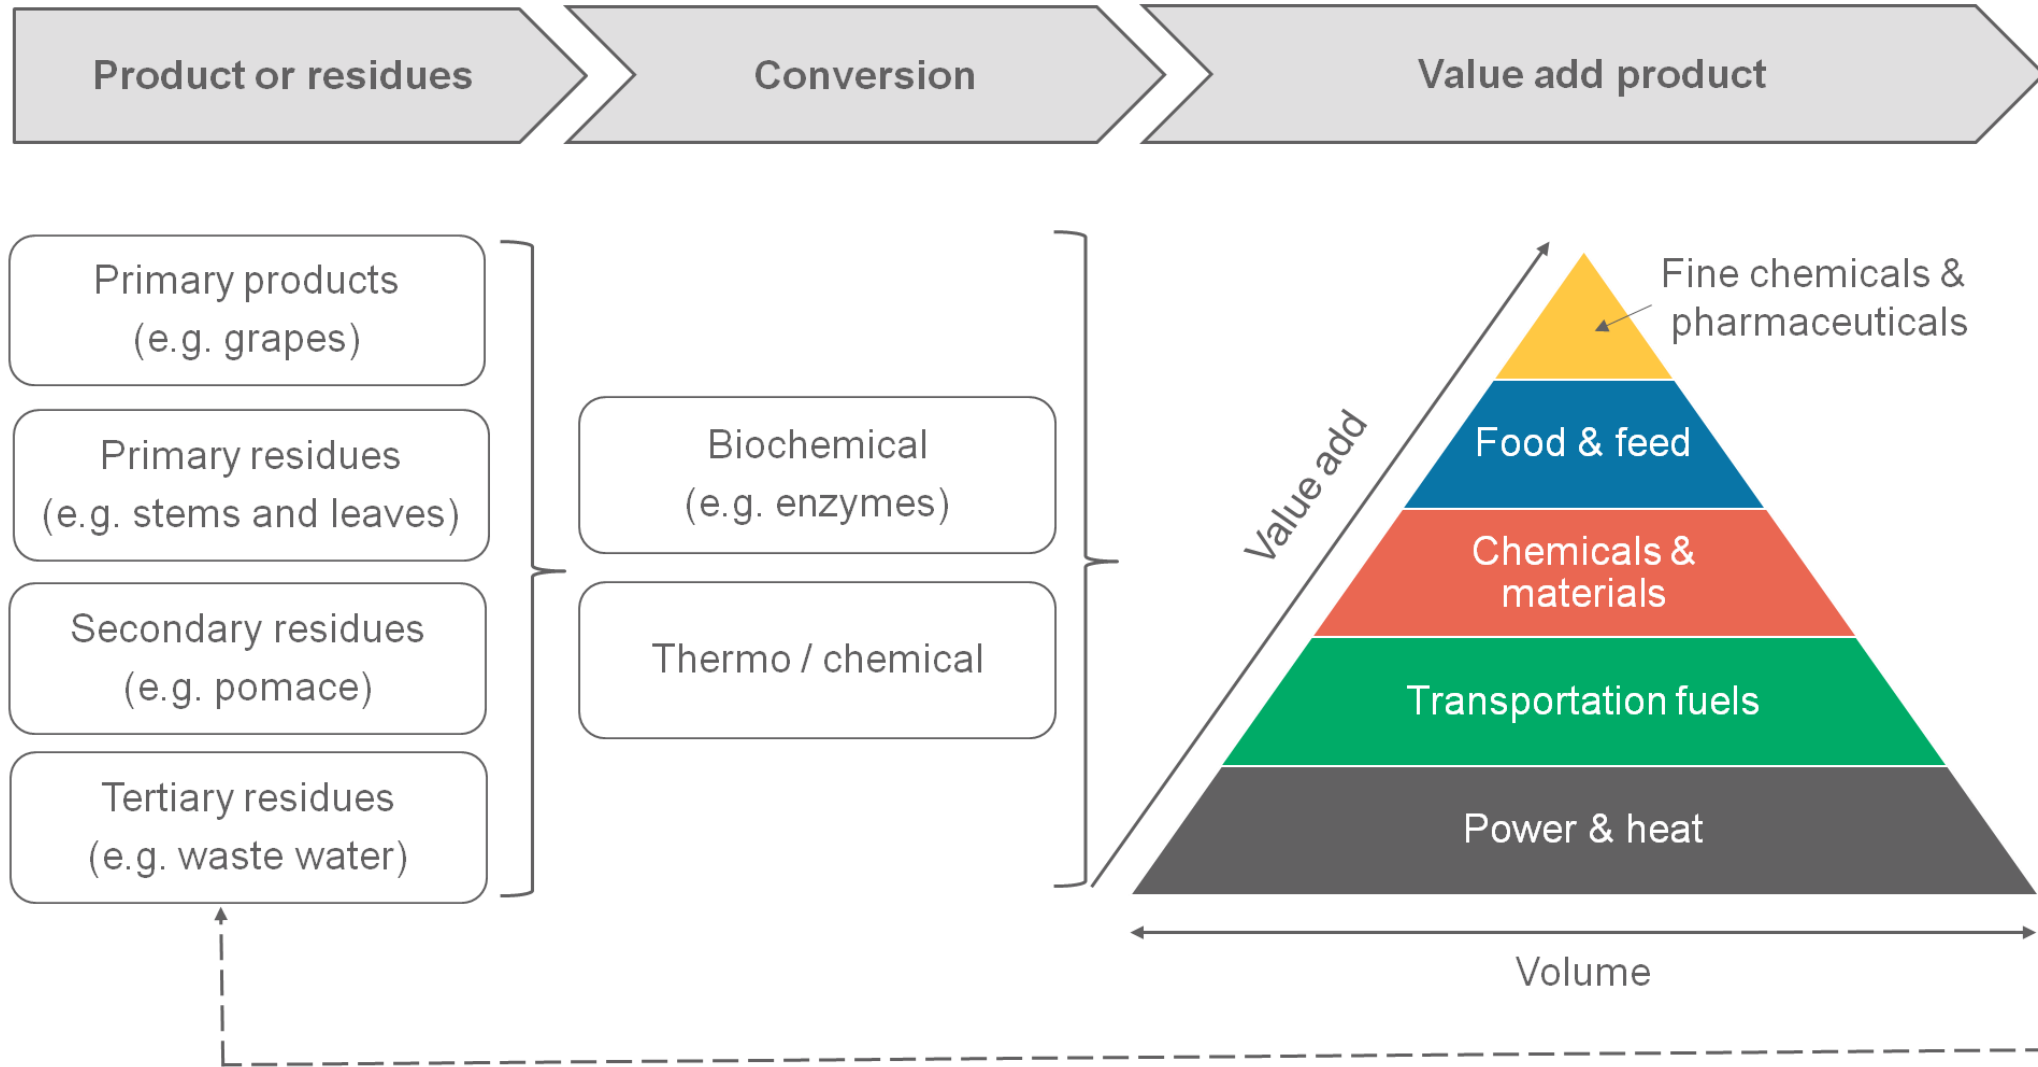 Product or residues
Conversion
Value add product
Primary products
(e.g. grapes)
Primary residues
(e.g. stems and leaves)
Secondary residues
(e.g. pomace)
Tertiary residues
(e.g. waste water)
Biochemical
(e.g. enzymes)
Thermo / chemical
Value add
Fine chemicals &
pharmaceuticals
Food & feed
Chemicals &
materials
Transportation fuels
Power & heat
Volume